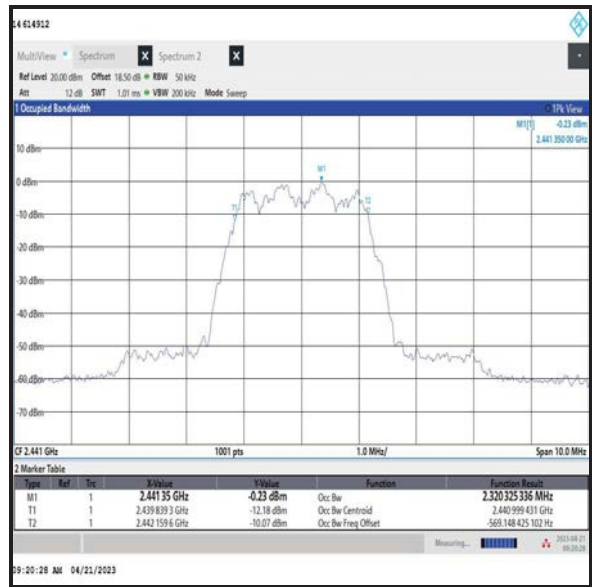 14 614912
MultiView Spectrum X Spectrum 2 X
Ref Level 20.00 dBm Offset 18.50 dB RBW 50 kHz
Att 12 dB SWT 1.01 ms VBW 200 kHz Mode Sweep
1 Occupied Bandwidth 1Pk View
M1[1] -0.23 dBm
2.441 350 00 GHz
10 dBm
M1
0 dBm
T1 T2
-10 dBm
-20 dBm
-30 dBm
-40 dBm
-50 dBm
-60 dBm
-70 dBm
CF 2.441 GHz 1001 pts 1.0 MHz/ Span 10.0 MHz
2 Marker Table
Type Ref Trc X-Value Y-Value Function Function Result
M1 1 2.441 35 GHz -0.23 dBm Occ Bw 2.320 325 336 MHz
T1 1 2.439 839 3 GHz -12.18 dBm Occ Bw Centroid 2.440 999 431 GHz
T2 1 2.442 159 6 GHz -10.07 dBm Occ Bw Freq Offset -569.148 425 102 Hz
Measuring... 2023-08-21
09:20:28
09:20:28 AM 04/21/2023